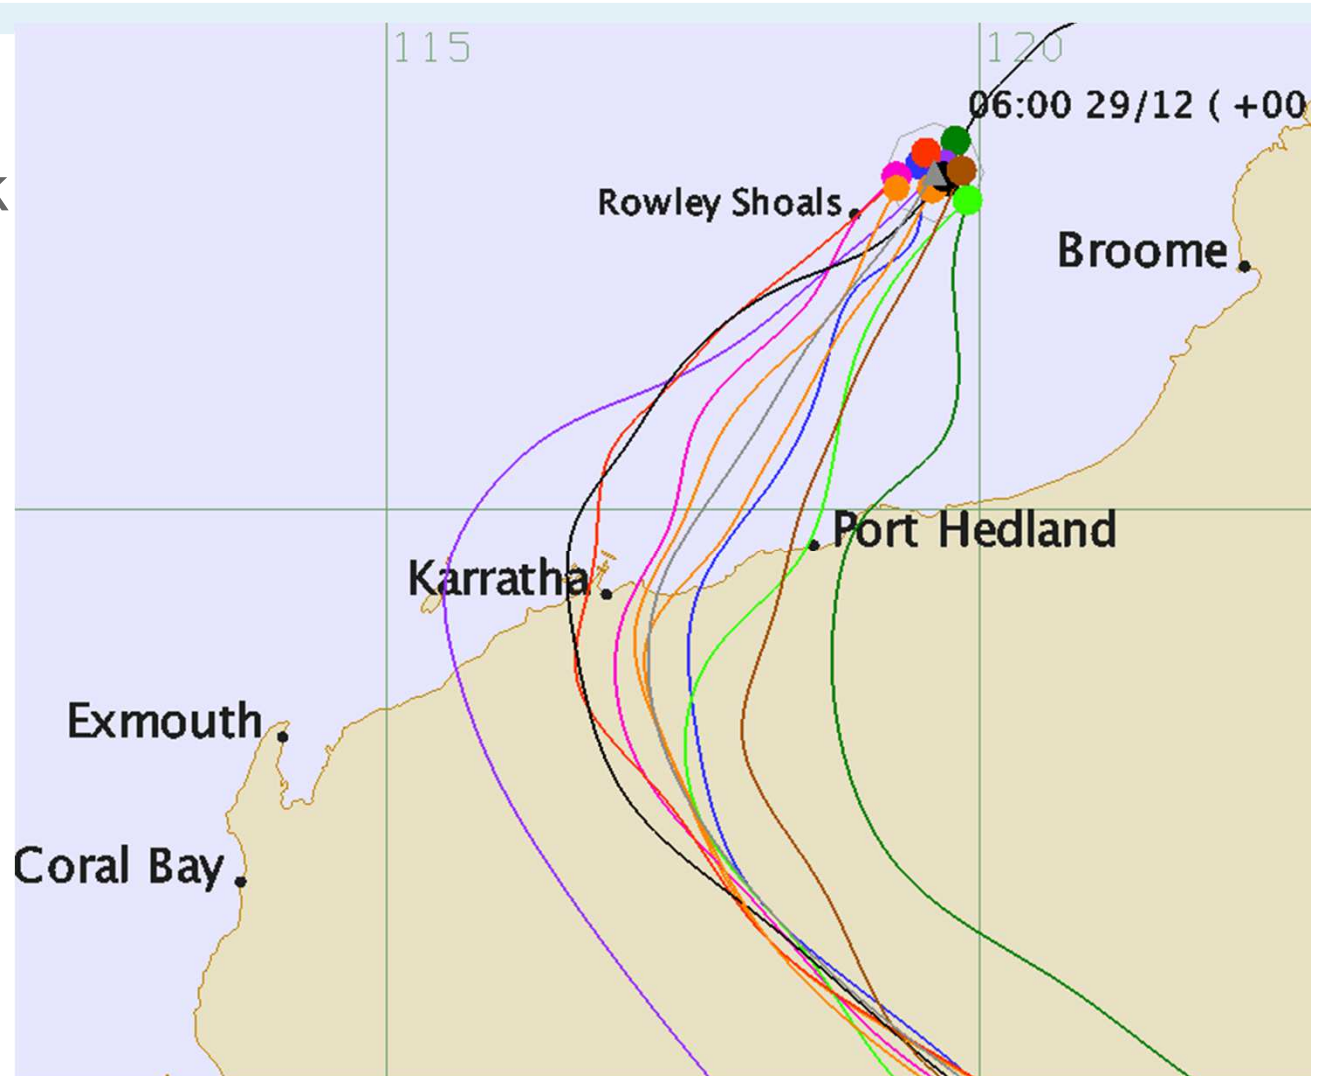 115
120
06:00 29/12 ( +00
k
Rowley Shoals
Broome
Port Hedland
Karratha
Exmouth
Coral Bay